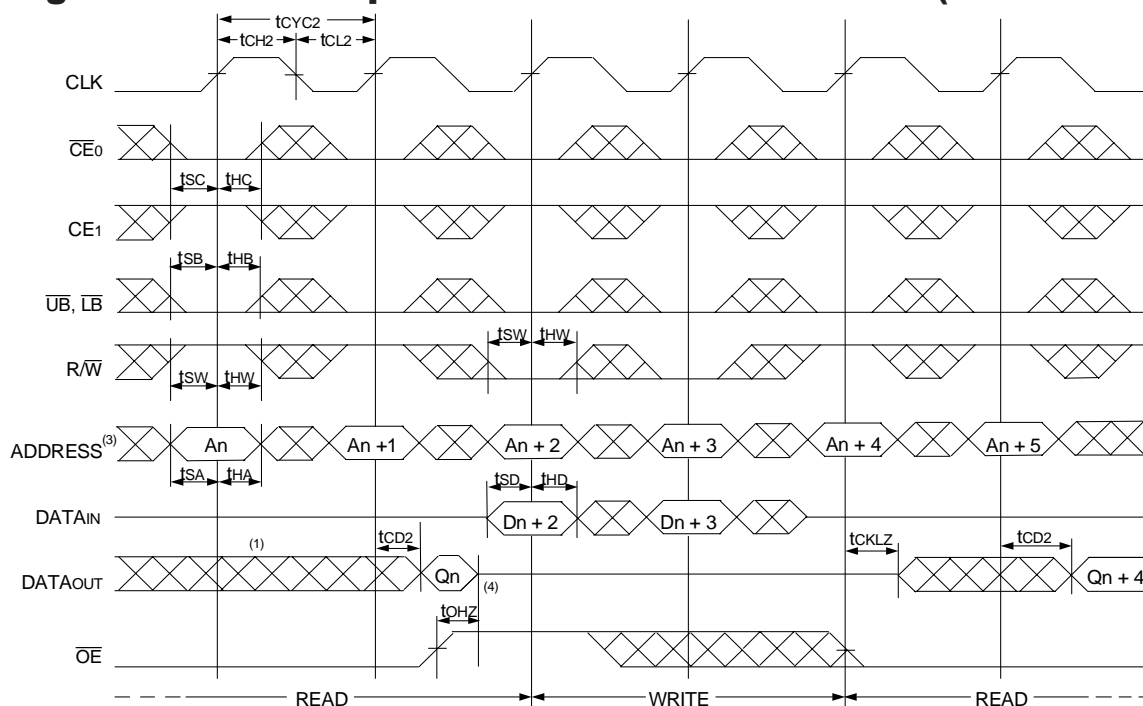 tCYC2
tCH2 tCL2
CLK
CE0
tSC tHC
CE1
tSB tHB
UB, LB
tSW tHW
R/W
tSW tHW
ADDRESS(3) An An +1 An + 2 An + 3 An + 4 An + 5
tSA tHA tSD tHD
DATAIN Dn + 2 Dn + 3
tCD2 tCKLZ tCD2
(1)
DATAOUT Qn (4) Qn + 4
tOHZ
OE
READ WRITE READ